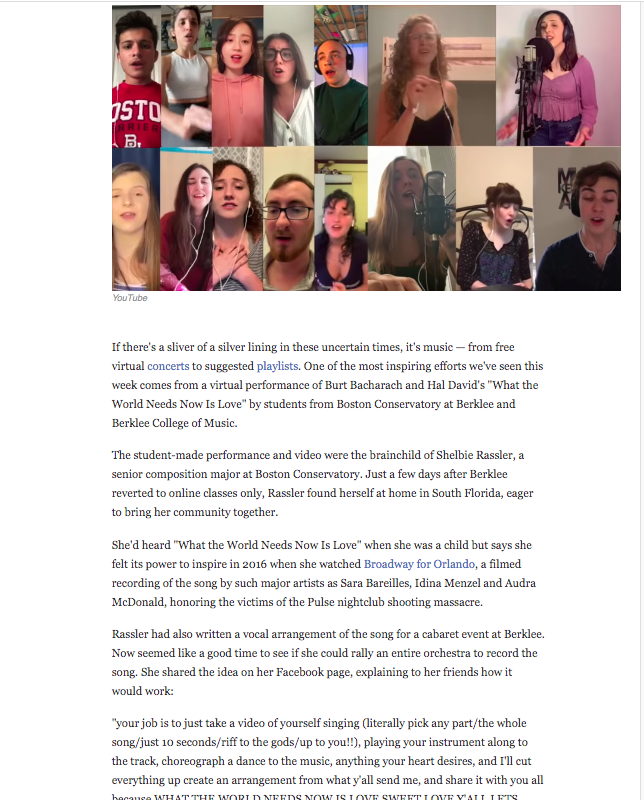 OSTO
RRIER
B.
M
E
A
YouTube
If there's a sliver of a silver lining in these uncertain times, it's music — from free
virtual concerts to suggested playlists. One of the most inspiring efforts we've seen this
week comes from a virtual performance of Burt Bacharach and Hal David's "What the
World Needs Now Is Love" by students from Boston Conservatory at Berklee and
Berklee College of Music.
The student-made performance and video were the brainchild of Shelbie Rassler, a
senior composition major at Boston Conservatory. Just a few days after Berklee
reverted to online classes only, Rassler found herself at home in South Florida, eager
to bring her community together.
She'd heard "What the World Needs Now Is Love" when she was a child but says she
felt its power to inspire in 2016 when she watched Broadway for Orlando, a filmed
recording of the song by such major artists as Sara Bareilles, Idina Menzel and Audra
McDonald, honoring the victims of the Pulse nightclub shooting massacre.
Rassler had also written a vocal arrangement of the song for a cabaret event at Berklee.
Now seemed like a good time to see if she could rally an entire orchestra to record the
song. She shared the idea on her Facebook page, explaining to her friends how it
would work:
"your job is to just take a video of yourself singing (literally pick any part/the whole
song/just 10 seconds/riff to the gods/up to you!!), playing your instrument along to
the track, choreograph a dance to the music, anything your heart desires, and I'll cut
everything up create an arrangement from what y'all send me, and share it with you all
because WHAT THE WORLD NEEDS NOW IS LOVE SWEET LOVE Y'ALL LETS